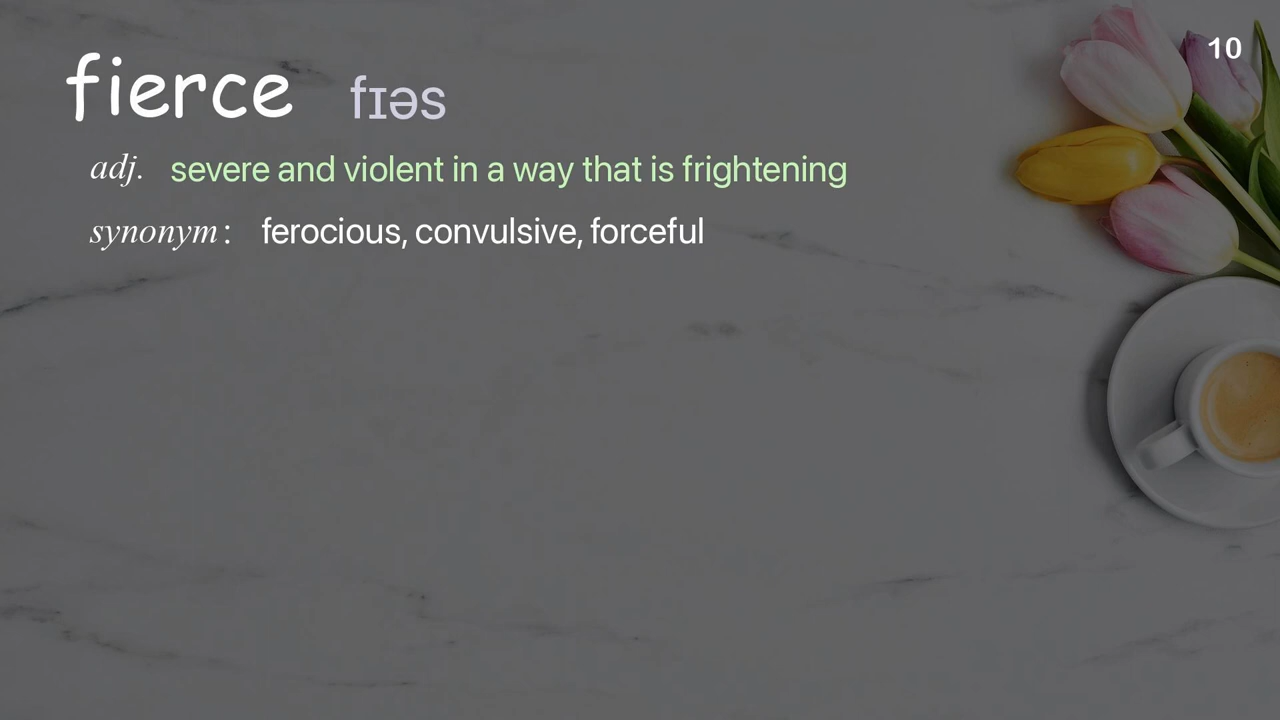 10
fierce fɪəs
adj. severe and violent in a way that is frightening
synonym: ferocious, convulsive, forceful